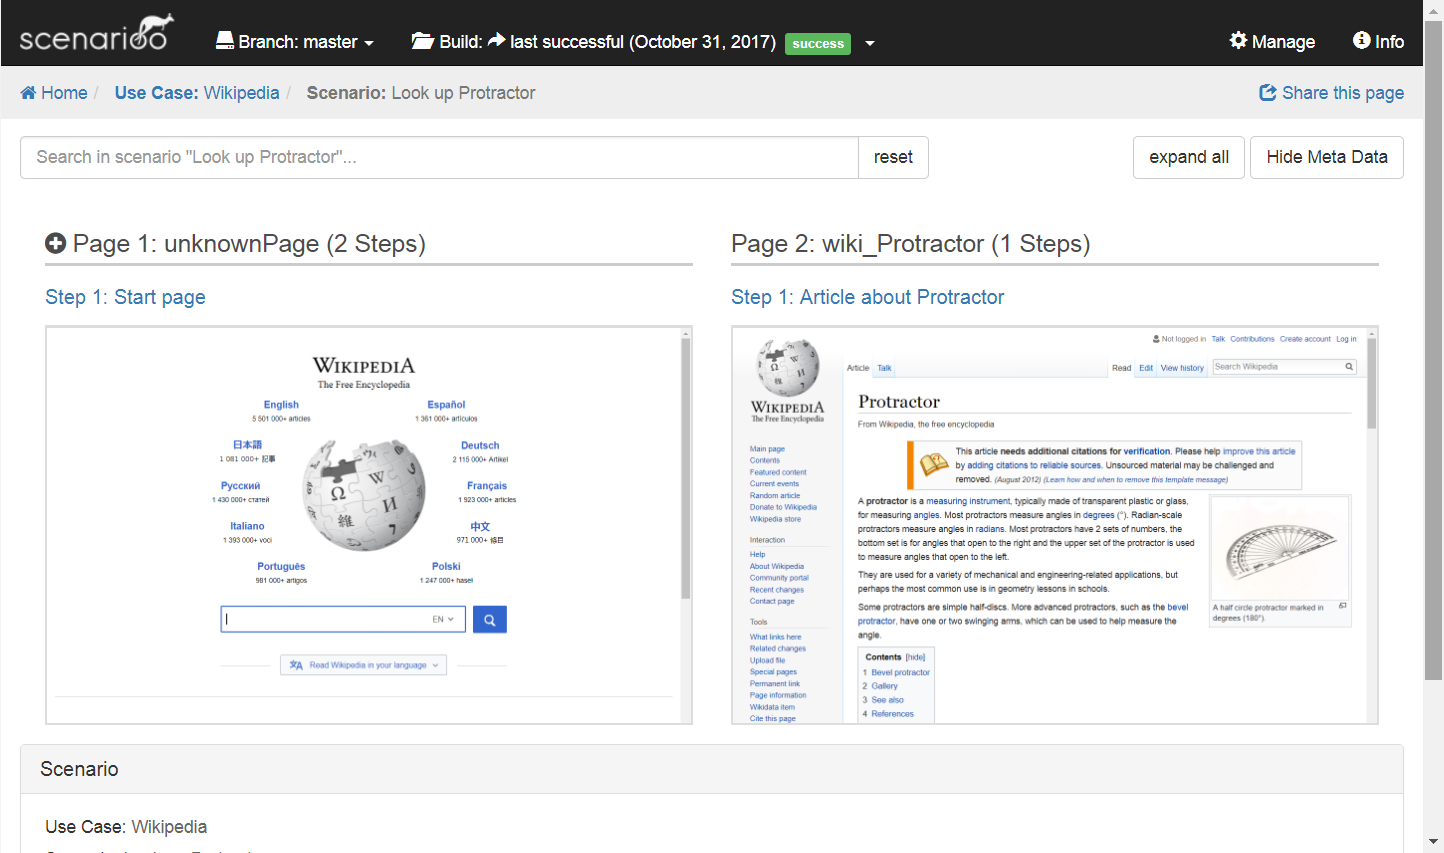 scenarioo
Branch: master
Build: last successful (October 31, 2017) success
Manage
Info
Home / Use Case: Wikipedia / Scenario: Look up Protractor
Share this page
Search in scenario "Look up Protractor"...
reset
expand all
Hide Meta Data
Page 1: unknownPage (2 Steps)
Step 1: Start page
WIKIPEDIA
The Free Encyclopedia
English
5 501 000+ articles
Español
1 361 000+ artículos
日本語
1 081 000+ 記事
Deutsch
2 115 000+ Artikel
Русский
1 430 000+ статей
Français
1 923 000+ articles
Italiano
1 393 000+ voci
中文
971 000+ 條目
Português
981 000+ artigos
Polski
1 247 000+ haseł
EN
Read Wikipedia in your language
Page 2: wiki_Protractor (1 Steps)
Step 1: Article about Protractor
WIKIPEDIA
The Free Encyclopedia
Not logged in Talk Contributions Create account Log in
Article Talk
Read Edit View history
Search Wikipedia
Main page
Contents
Featured content
Current events
Random article
Donate to Wikipedia
Wikipedia store
Interaction
Help
About Wikipedia
Community portal
Recent changes
Contact page
Tools
What links here
Related changes
Upload file
Special pages
Permanent link
Page information
Wikidata item
Cite this page
Protractor
From Wikipedia, the free encyclopedia
This article needs additional citations for verification. Please help improve this article
by adding citations to reliable sources. Unsourced material may be challenged and
removed. (August 2012) (Learn how and when to remove this template message)
A protractor is a measuring instrument, typically made of transparent plastic or glass,
for measuring angles. Most protractors measure angles in degrees (°). Radian-scale
protractors measure angles in radians. Most protractors have 2 sets of numbers, the
bottom set is for angles that open to the right and the upper set of the protractor is used
to measure angles that open to the left.
They are used for a variety of mechanical and engineering-related applications, but
perhaps the most common use is in geometry lessons in schools.
Some protractors are simple half-discs. More advanced protractors, such as the bevel
protractor, have one or two swinging arms, which can be used to help measure the
angle.
A half circle protractor marked in
degrees (180°).
Contents [hide]
1 Bevel protractor
2 Gallery
3 See also
4 References
Scenario
Use Case: Wikipedia